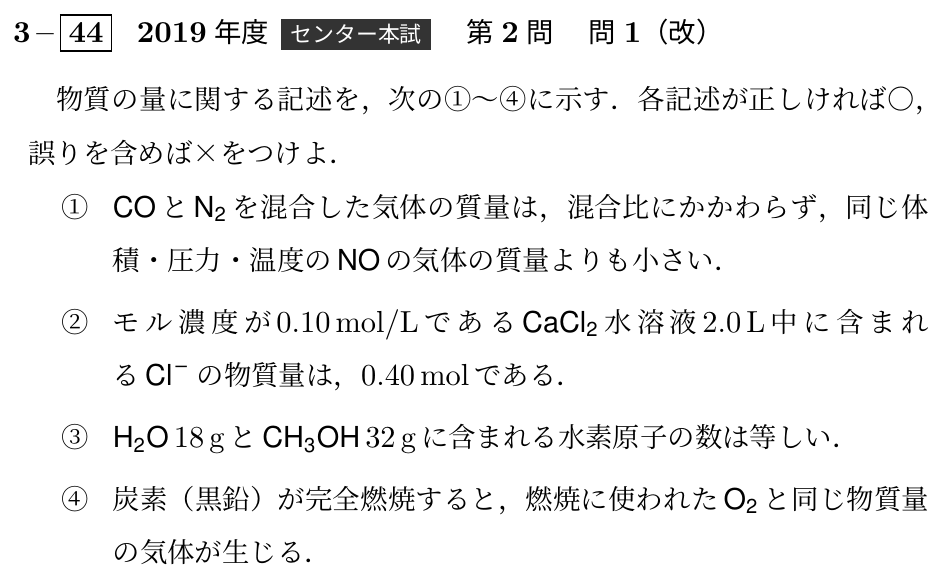 3－44 2019年度 センター本試 第2問 問1（改）
物質の量に関する記述を，次の①〜④に示す．各記述が正しければ○，
誤りを含めば×をつけよ．
① COとN₂を混合した気体の質量は，混合比にかかわらず，同じ体
積・圧力・温度のNOの気体の質量よりも小さい．
② モル濃度が0.10 mol/LであるCaCl₂水溶液2.0 L中に含まれ
るCl⁻の物質量は，0.40 molである．
③ H₂O 18 gとCH₃OH 32 gに含まれる水素原子の数は等しい．
④ 炭素（黒鉛）が完全燃焼すると，燃焼に使われたO₂と同じ物質量
の気体が生じる．